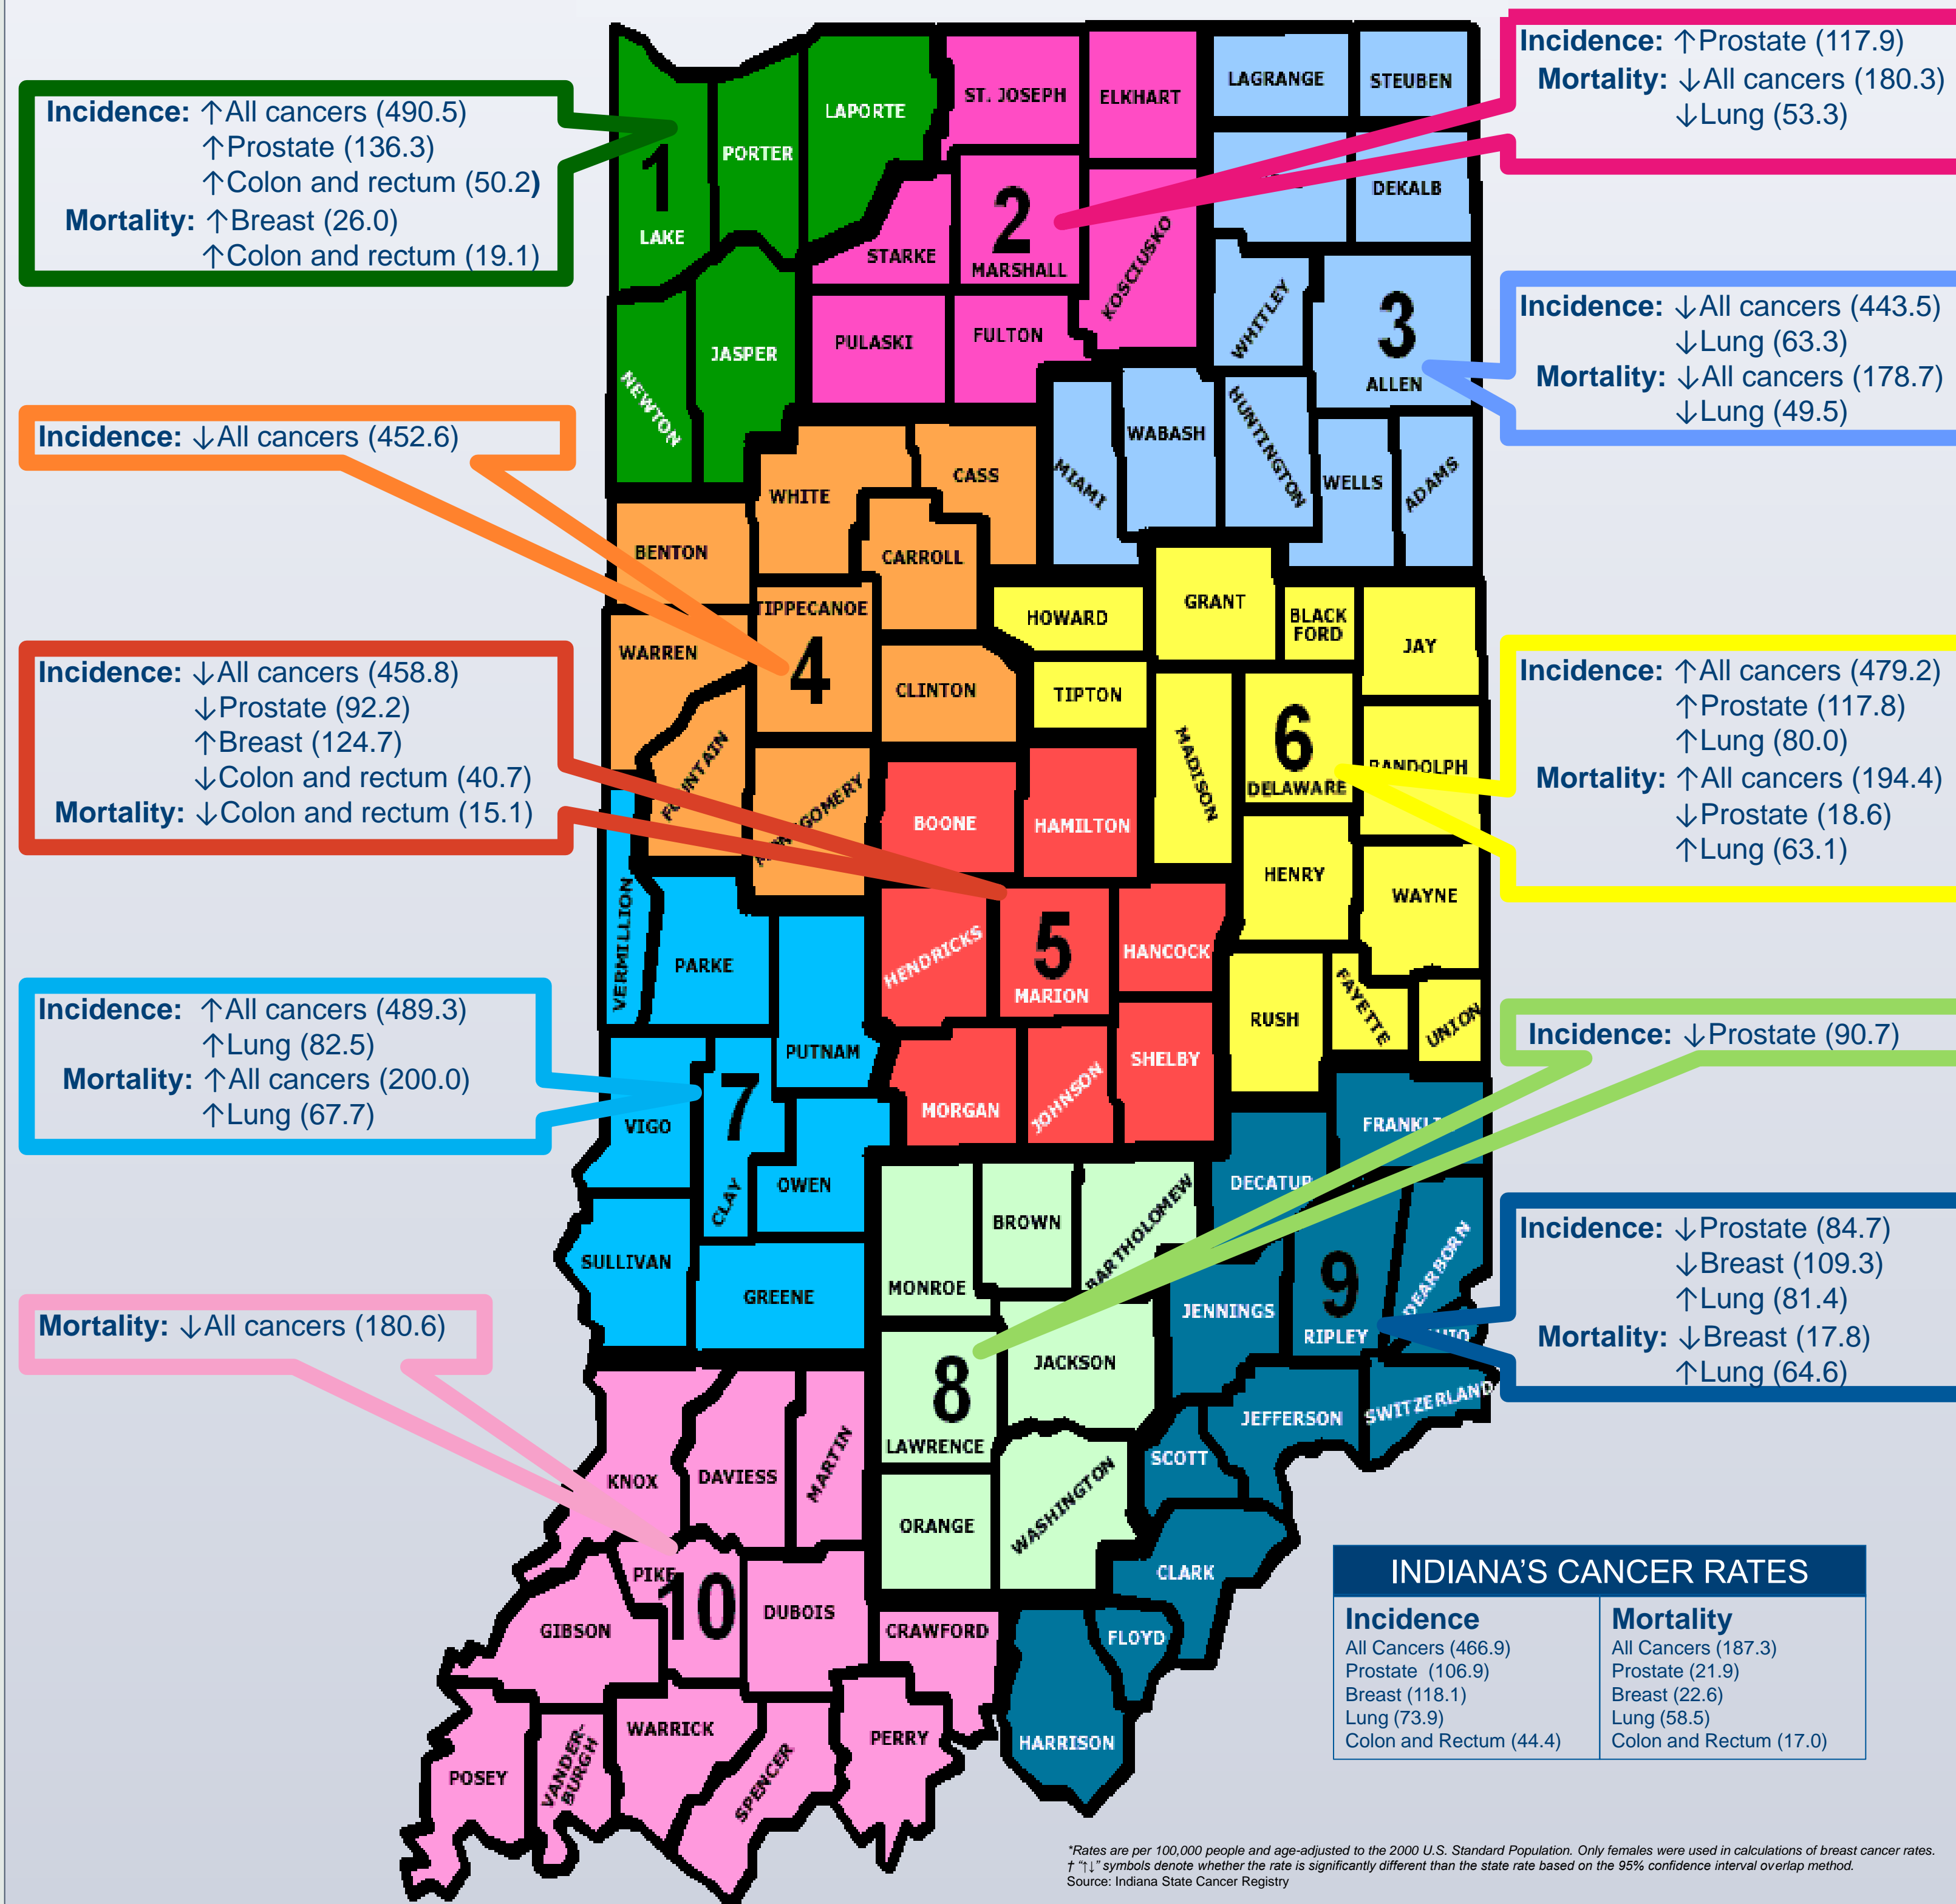 Incidence: ↑All cancers (490.5)
↑Prostate (136.3)
↑Colon and rectum (50.2)
Mortality: ↑Breast (26.0)
↑Colon and rectum (19.1)
Incidence: ↓All cancers (452.6)
Incidence: ↓All cancers (458.8)
↓Prostate (92.2)
↑Breast (124.7)
↓Colon and rectum (40.7)
Mortality: ↓Colon and rectum (15.1)
Incidence: ↑All cancers (489.3)
↑Lung (82.5)
Mortality: ↑All cancers (200.0)
↑Lung (67.7)
Mortality: ↓All cancers (180.6)
1
LAKE
PORTER
LAPORTE
NEWTON
JASPER
ST. JOSEPH
ELKHART
STARKE
2
MARSHALL
KOSCIUSKO
PULASKI
FULTON
LAGRANGE
STEUBEN
DEKALB
WHITLEY
3
ALLEN
MIAMI
WABASH
HUNTINGTON
WELLS
ADAMS
WHITE
CASS
BENTON
CARROLL
TIPPECANOE
4
WARREN
CLINTON
FOUNTAIN
MONTGOMERY
HOWARD
GRANT
BLACK
FORD
JAY
TIPTON
MADISON
6
DELAWARE
RANDOLPH
HENRY
WAYNE
RUSH
FAYETTE
UNION
BOONE
HAMILTON
HENDRICKS
5
MARION
HANCOCK
MORGAN
JOHNSON
SHELBY
VERMILLION
PARKE
PUTNAM
VIGO
7
CLAY
OWEN
SULLIVAN
GREENE
MONROE
BROWN
BARTHOLOMEW
8
LAWRENCE
JACKSON
ORANGE
WASHINGTON
FRANKLIN
DECATUR
JENNINGS
9
RIPLEY
DEARBORN
JEFFERSON
SWITZERLAND
SCOTT
CLARK
FLOYD
HARRISON
KNOX
DAVIESS
MARTIN
PIKE
10
GIBSON
DUBOIS
CRAWFORD
POSEY
VANDER-
BURGH
WARRICK
SPENCER
PERRY
Incidence: ↑Prostate (117.9)
Mortality: ↓All cancers (180.3)
↓Lung (53.3)
Incidence: ↓All cancers (443.5)
↓Lung (63.3)
Mortality: ↓All cancers (178.7)
↓Lung (49.5)
Incidence: ↑All cancers (479.2)
↑Prostate (117.8)
↑Lung (80.0)
Mortality: ↑All cancers (194.4)
↓Prostate (18.6)
↑Lung (63.1)
Incidence: ↓Prostate (90.7)
Incidence: ↓Prostate (84.7)
↓Breast (109.3)
↑Lung (81.4)
Mortality: ↓Breast (17.8)
↑Lung (64.6)
INDIANA'S CANCER RATES
Incidence
All Cancers (466.9)
Prostate (106.9)
Breast (118.1)
Lung (73.9)
Colon and Rectum (44.4)
Mortality
All Cancers (187.3)
Prostate (21.9)
Breast (22.6)
Lung (58.5)
Colon and Rectum (17.0)
*Rates are per 100,000 people and age-adjusted to the 2000 U.S. Standard Population. Only females were used in calculations of breast cancer rates.
† "↑↓" symbols denote whether the rate is significantly different than the state rate based on the 95% confidence interval overlap method.
Source: Indiana State Cancer Registry